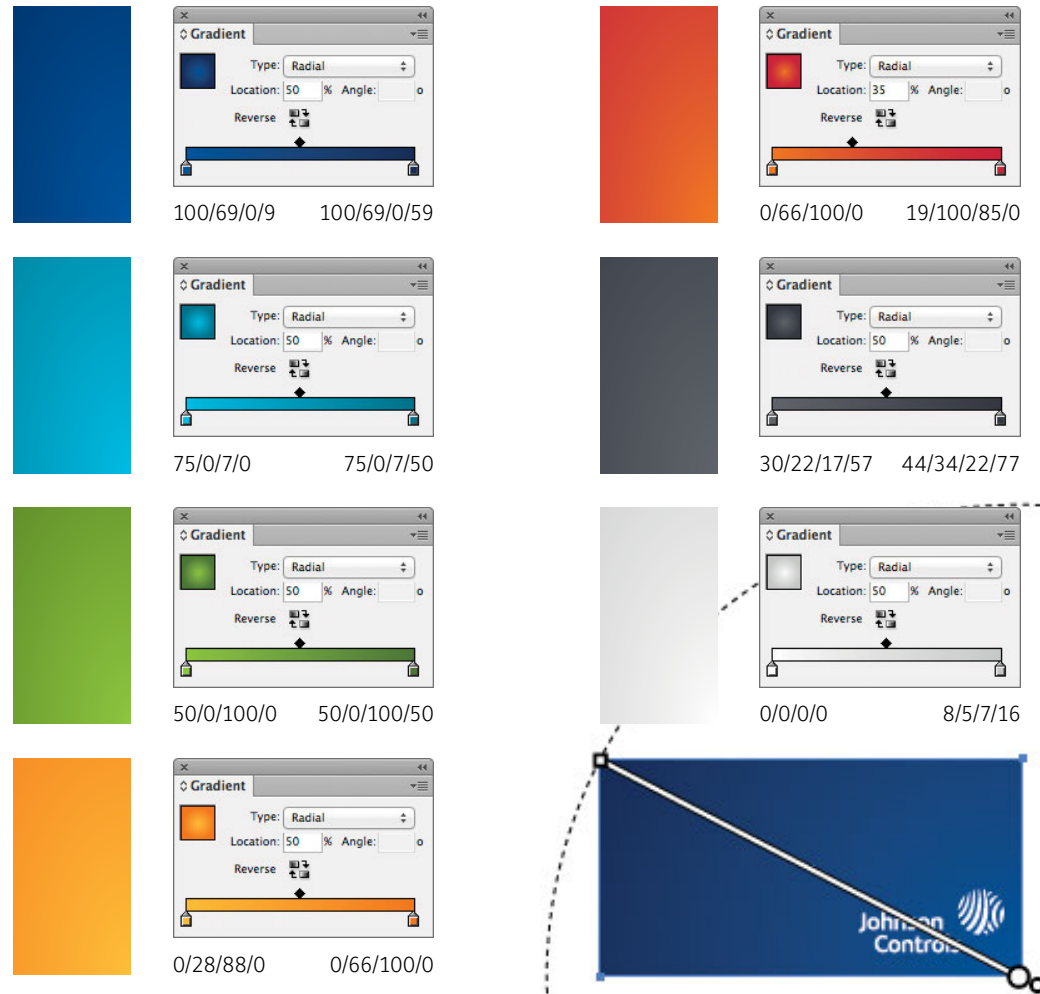 Gradient
Type: Radial
Location: 50 % Angle: o
Reverse
100/69/0/9 100/69/0/59
Gradient
Type: Radial
Location: 35 % Angle: o
Reverse
0/66/100/0 19/100/85/0
Gradient
Type: Radial
Location: 50 % Angle: o
Reverse
75/0/7/0 75/0/7/50
Gradient
Type: Radial
Location: 50 % Angle: o
Reverse
30/22/17/57 44/34/22/77
Gradient
Type: Radial
Location: 50 % Angle: o
Reverse
50/0/100/0 50/0/100/50
Gradient
Type: Radial
Location: 50 % Angle: o
Reverse
0/0/0/0 8/5/7/16
Gradient
Type: Radial
Location: 50 % Angle: o
Reverse
0/28/88/0 0/66/100/0
Johnson
Controls